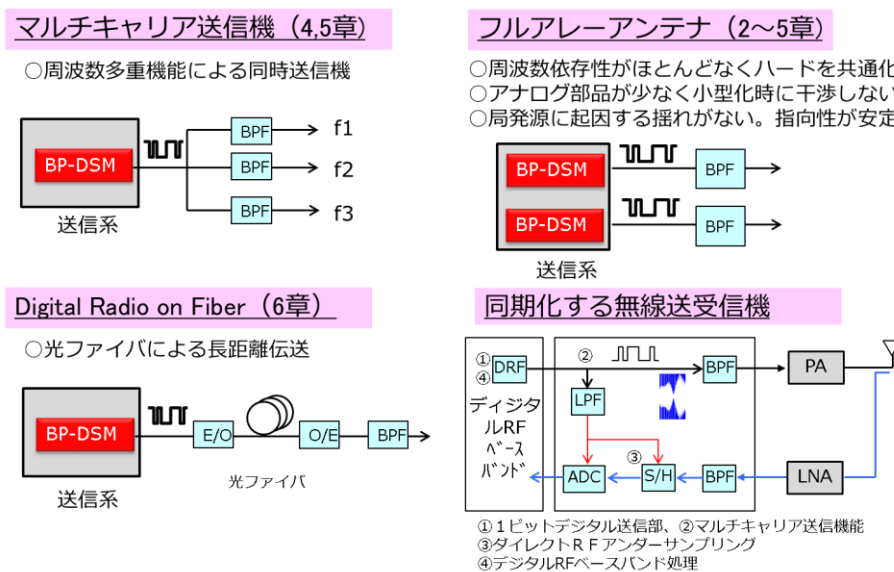 マルチキャリア送信機（4,5章）
○周波数多重機能による同時送信機
BP-DSM
送信系
BPF
f1
BPF
f2
BPF
f3
フルアレーアンテナ（2～5章）
○周波数依存性がほとんどなくハードを共通化
○アナログ部品が少なく小型化時に干渉しない
○局発源に起因する揺れがない。指向性が安定
BP-DSM
BPF
BP-DSM
BPF
送信系
Digital Radio on Fiber（6章）
○光ファイバによる長距離伝送
BP-DSM
送信系
E/O
O/E
BPF
光ファイバ
同期化する無線送受信機
①
④
DRF
②
BPF
PA
ディジタ
ルRF
ﾍﾞｰｽ
ﾊﾞﾝﾄﾞ
LPF
③
ADC
S/H
BPF
LNA
①１ビットデジタル送信部、②マルチキャリア送信機能
③ダイレクトＲＦアンダーサンプリング
④デジタルRFベースバンド処理